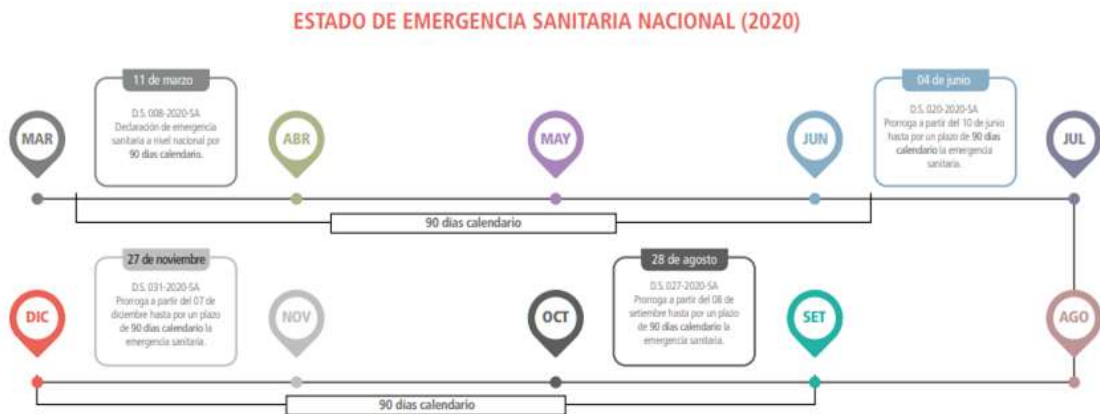 ESTADO DE EMERGENCIA SANITARIA NACIONAL (2020)
MAR
11 de marzo
D.S. 008-2020-SA
Declaración de emergencia
sanitaria a nivel nacional por
90 días calendario.
ABR
MAY
JUN
04 de junio
D.S. 020-2020-SA
Prorroga a partir del 10 de junio
hasta por un plazo de 90 días
calendario la emergencia
sanitaria.
JUL
90 días calendario
DIC
27 de noviembre
D.S. 031-2020-SA
Prorroga a partir del 07 de
diciembre hasta por un plazo
de 90 días calendario la
emergencia sanitaria.
NOV
OCT
28 de agosto
D.S. 027-2020-SA
Prorroga a partir del 08 de
setiembre hasta por un plazo
de 90 días calendario la
emergencia sanitaria.
SET
AGO
90 días calendario